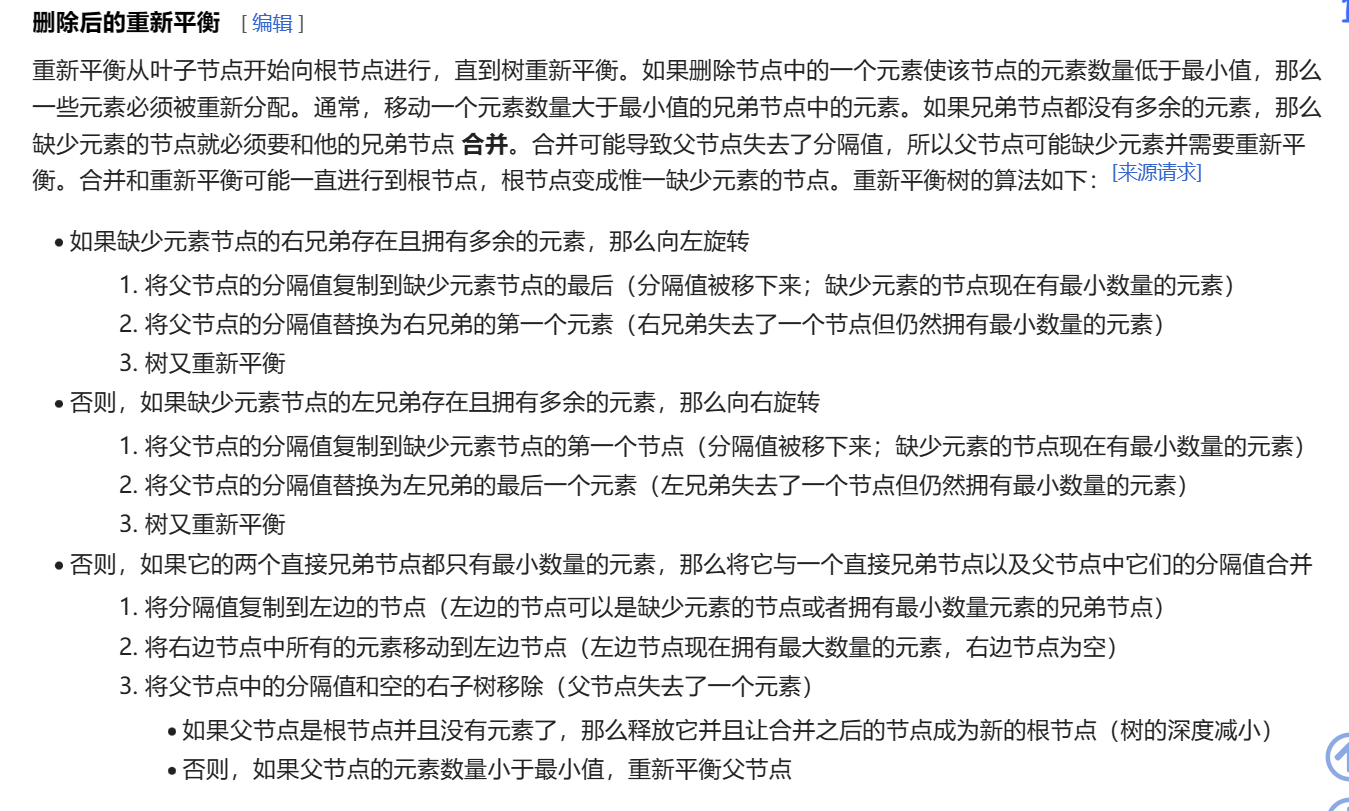 删除后的重新平衡 [编辑]
重新平衡从叶子节点开始向根节点进行，直到树重新平衡。如果删除节点中的一个元素使该节点的元素数量低于最小值，那么
一些元素必须被重新分配。通常，移动一个元素数量大于最小值的兄弟节点中的元素。如果兄弟节点都没有多余的元素，那么
缺少元素的节点就必须要和他的兄弟节点 合并。合并可能导致父节点失去了分隔值，所以父节点可能缺少元素并需要重新平
衡。合并和重新平衡可能一直进行到根节点，根节点变成惟一缺少元素的节点。重新平衡树的算法如下：[来源请求]
• 如果缺少元素节点的右兄弟存在且拥有多余的元素，那么向左旋转
1. 将父节点的分隔值复制到缺少元素节点的最后（分隔值被移下来；缺少元素的节点现在有最小数量的元素）
2. 将父节点的分隔值替换为右兄弟的第一个元素（右兄弟失去了一个节点但仍然拥有最小数量的元素）
3. 树又重新平衡
• 否则，如果缺少元素节点的左兄弟存在且拥有多余的元素，那么向右旋转
1. 将父节点的分隔值复制到缺少元素节点的第一个节点（分隔值被移下来；缺少元素的节点现在有最小数量的元素）
2. 将父节点的分隔值替换为左兄弟的最后一个元素（左兄弟失去了一个节点但仍然拥有最小数量的元素）
3. 树又重新平衡
• 否则，如果它的两个直接兄弟节点都只有最小数量的元素，那么将它与一个直接兄弟节点以及父节点中它们的分隔值合并
1. 将分隔值复制到左边的节点（左边的节点可以是缺少元素的节点或者拥有最小数量元素的兄弟节点）
2. 将右边节点中所有的元素移动到左边节点（左边节点现在拥有最大数量的元素，右边节点为空）
3. 将父节点中的分隔值和空的右子树移除（父节点失去了一个元素）
• 如果父节点是根节点并且没有元素了，那么释放它并且让合并之后的节点成为新的根节点（树的深度减小）
• 否则，如果父节点的元素数量小于最小值，重新平衡父节点